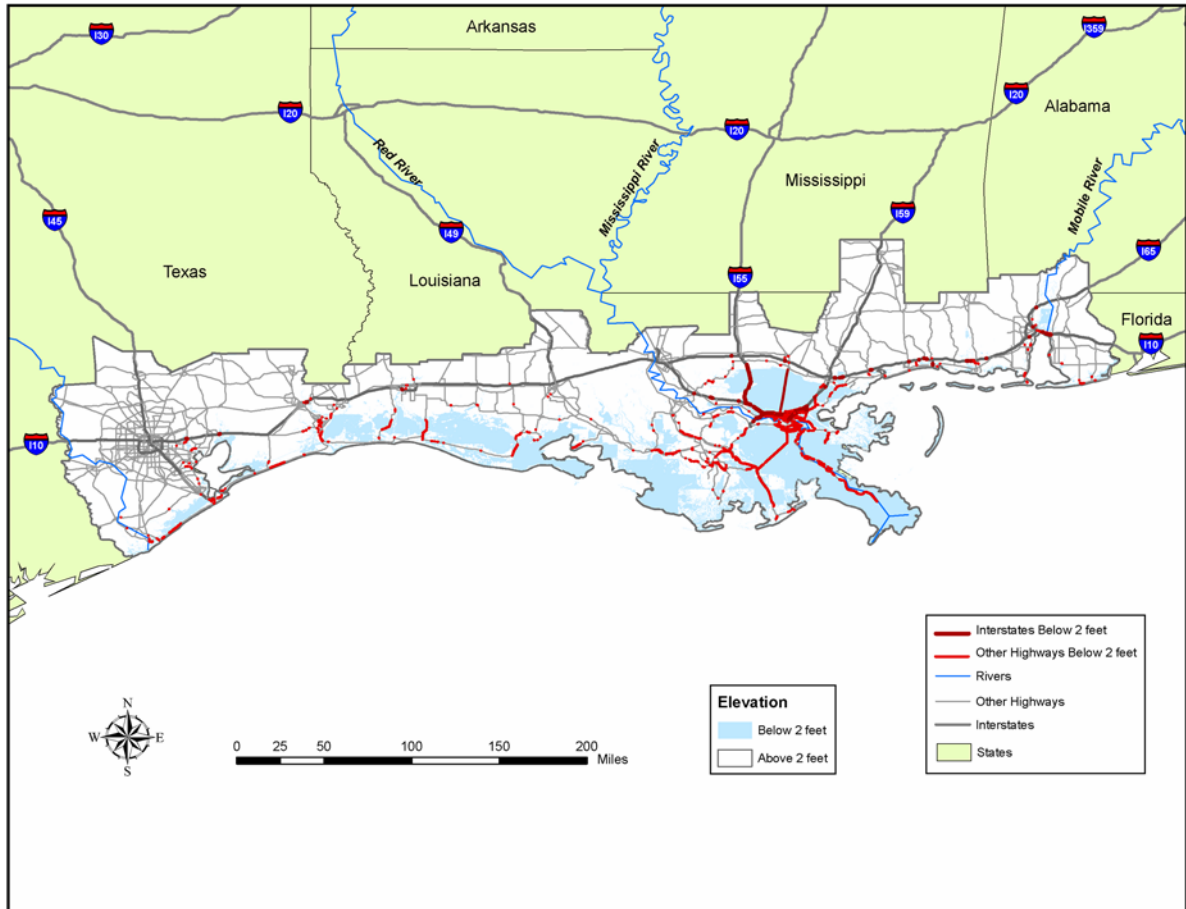 Arkansas
I30
I359
I20
I20
I20
Alabama
Red River
Mississippi River
Mississippi
Mobile River
I45
I49
I59
I65
Texas
Louisiana
I55
Florida
I10
I10
Interstates Below 2 feet
Other Highways Below 2 feet
Rivers
Other Highways
Interstates
States
Elevation
Below 2 feet
Above 2 feet
N
W E
S
0 25 50 100 150 200
Miles